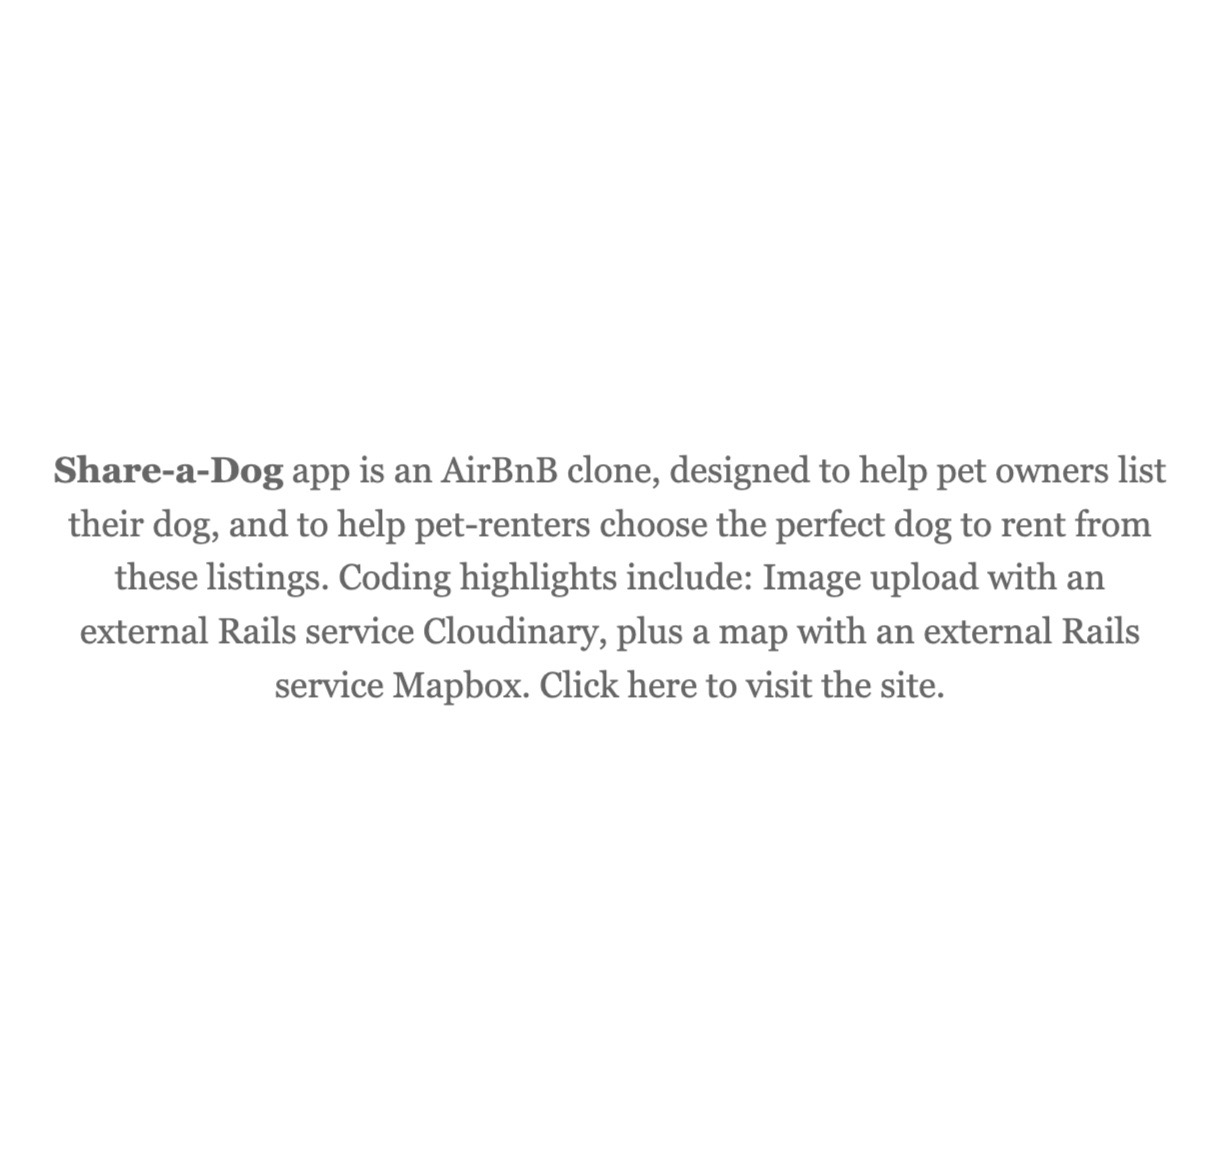 Share-a-Dog app is an AirBnB clone, designed to help pet owners list
their dog, and to help pet-renters choose the perfect dog to rent from
these listings. Coding highlights include: Image upload with an
external Rails service Cloudinary, plus a map with an external Rails
service Mapbox. Click here to visit the site.